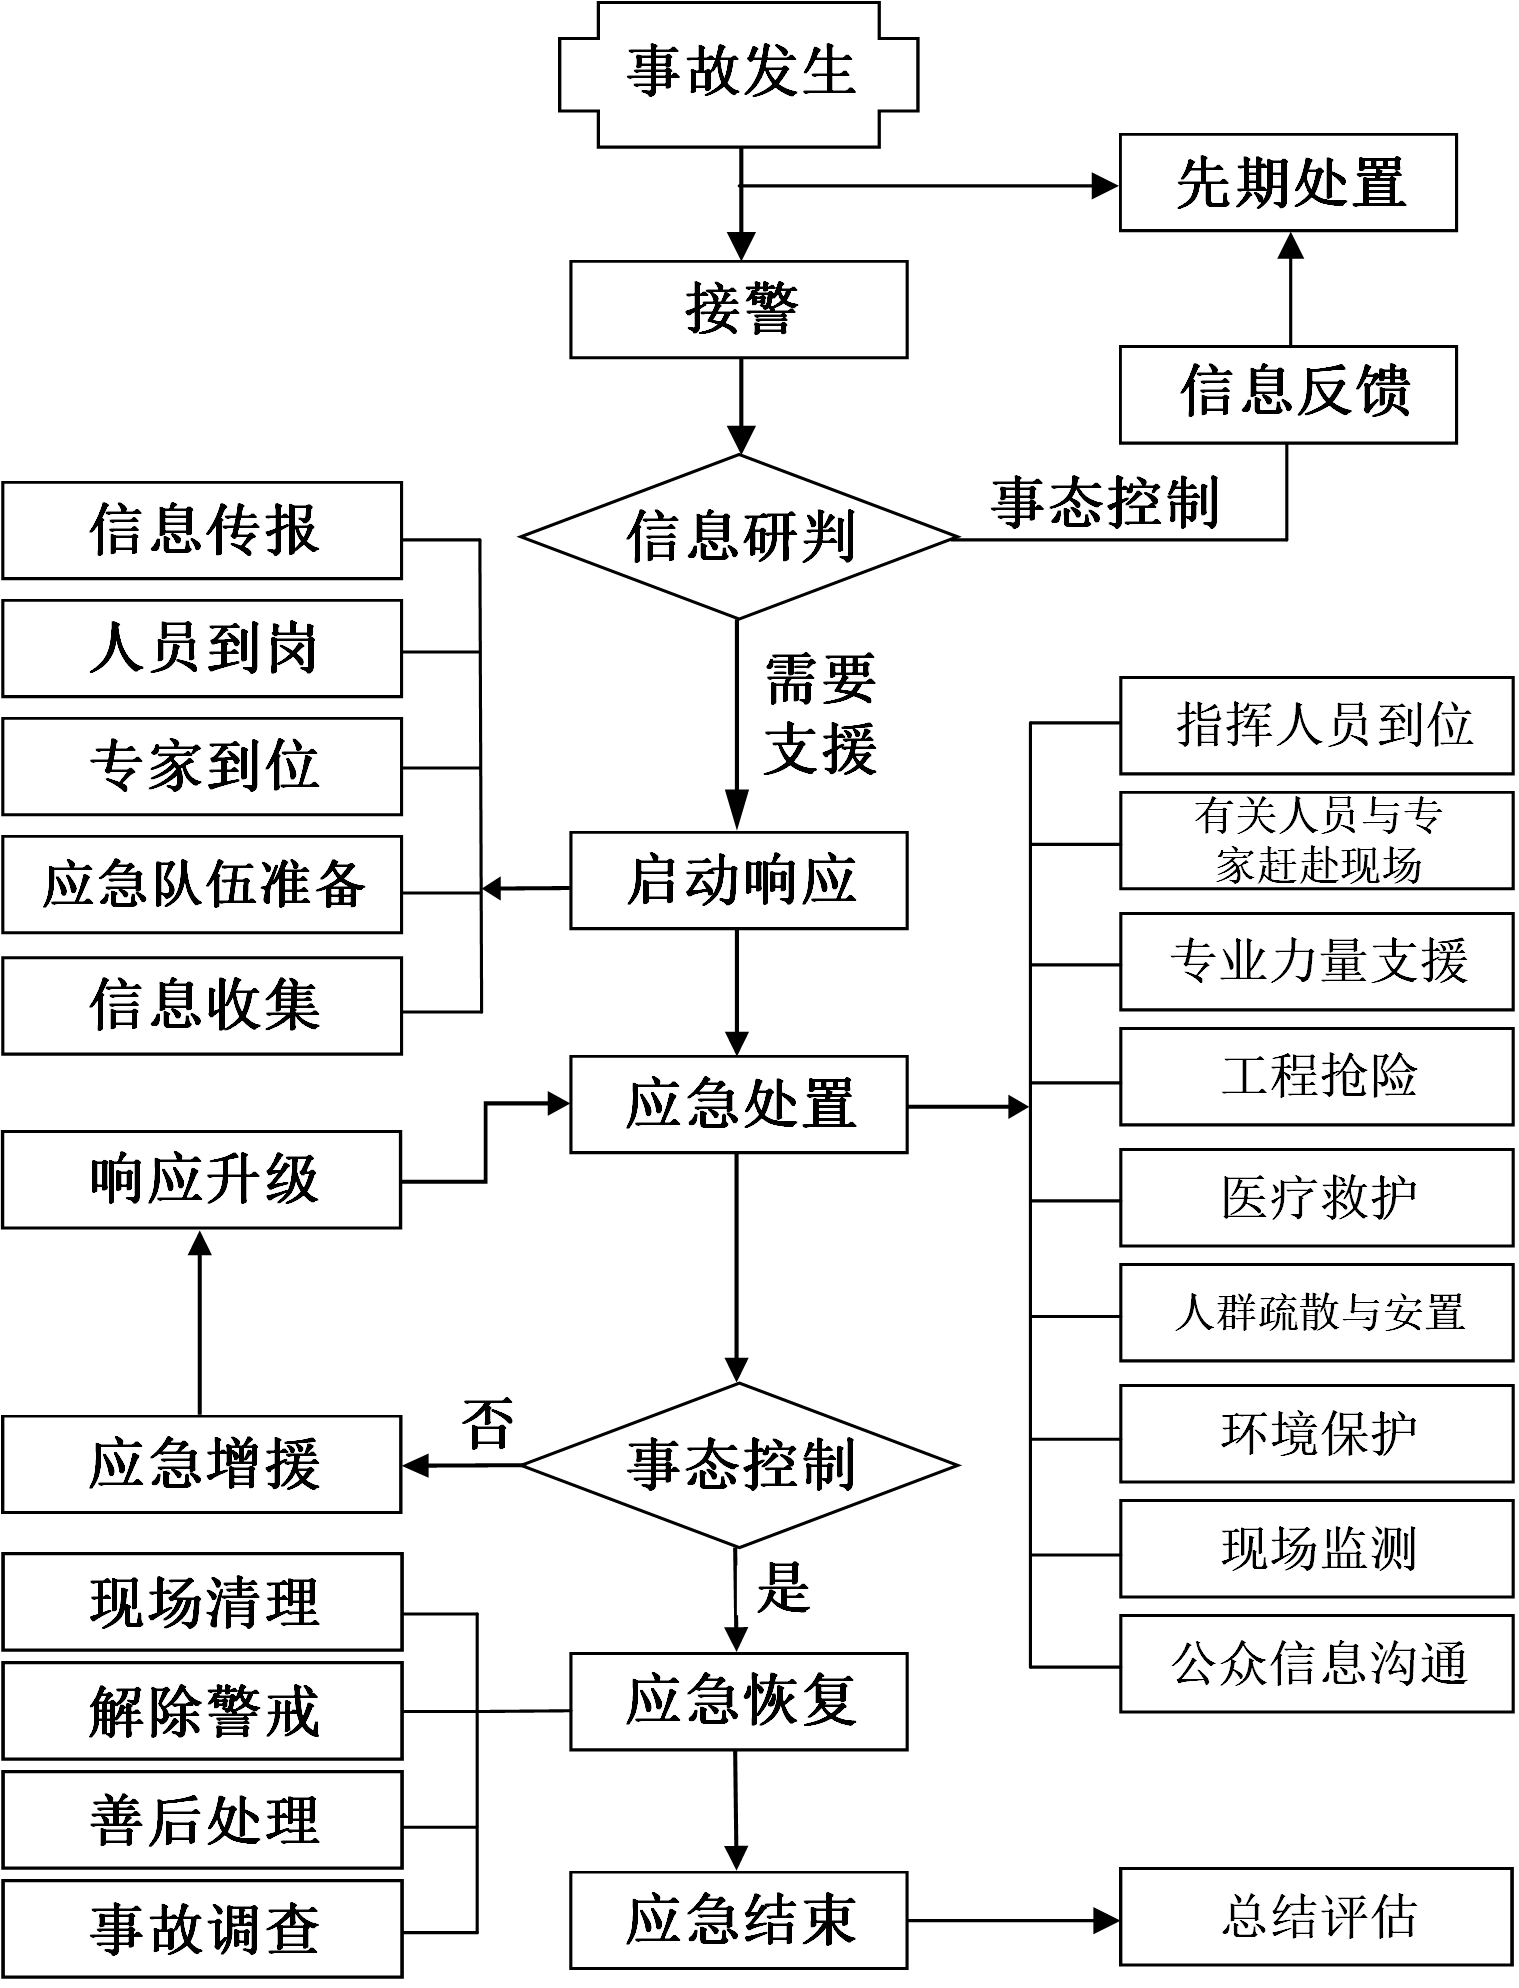 事故发生
先期处置
接警
信息反馈
事态控制
信息研判
信息传报
人员到岗
专家到位
应急队伍准备
信息收集
需要
支援
启动响应
指挥人员到位
有关人员与专
家赶赴现场
专业力量支援
工程抢险
医疗救护
人群疏散与安置
环境保护
现场监测
公众信息沟通
应急处置
响应升级
应急增援
否
事态控制
是
现场清理
解除警戒
善后处理
事故调查
应急恢复
应急结束
总结评估